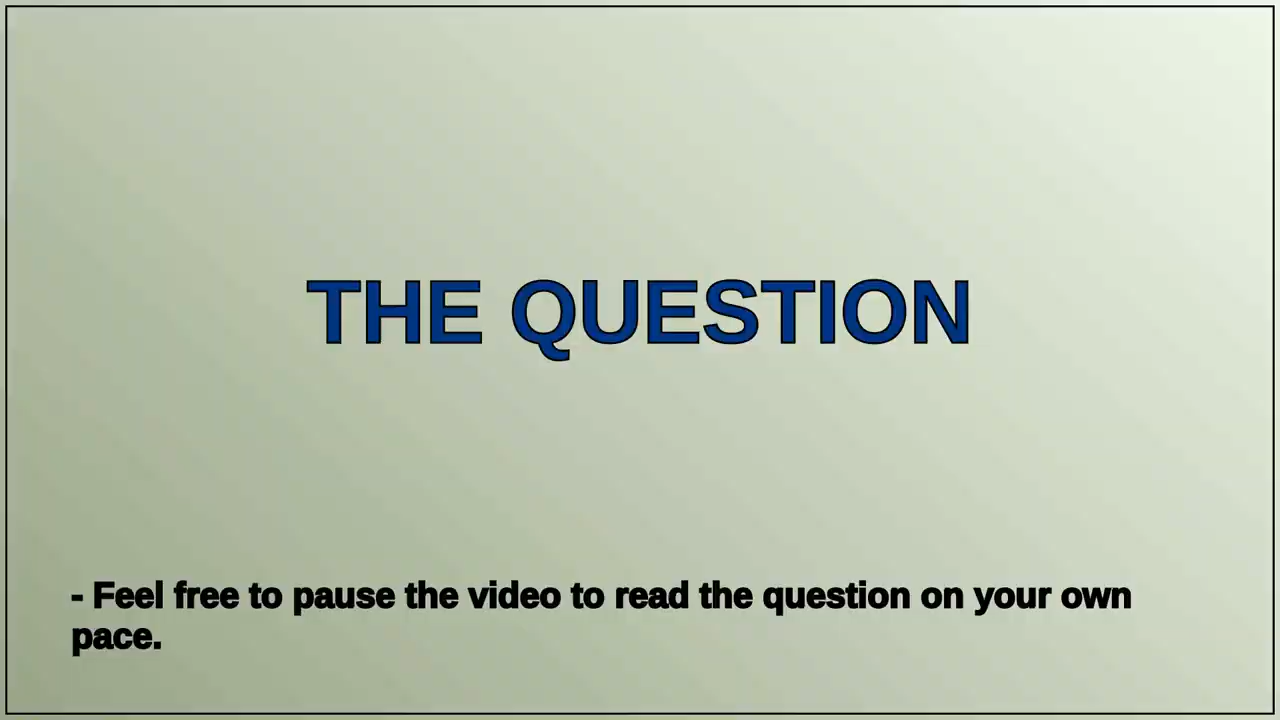 THE QUESTION
- Feel free to pause the video to read the question on your own
pace.